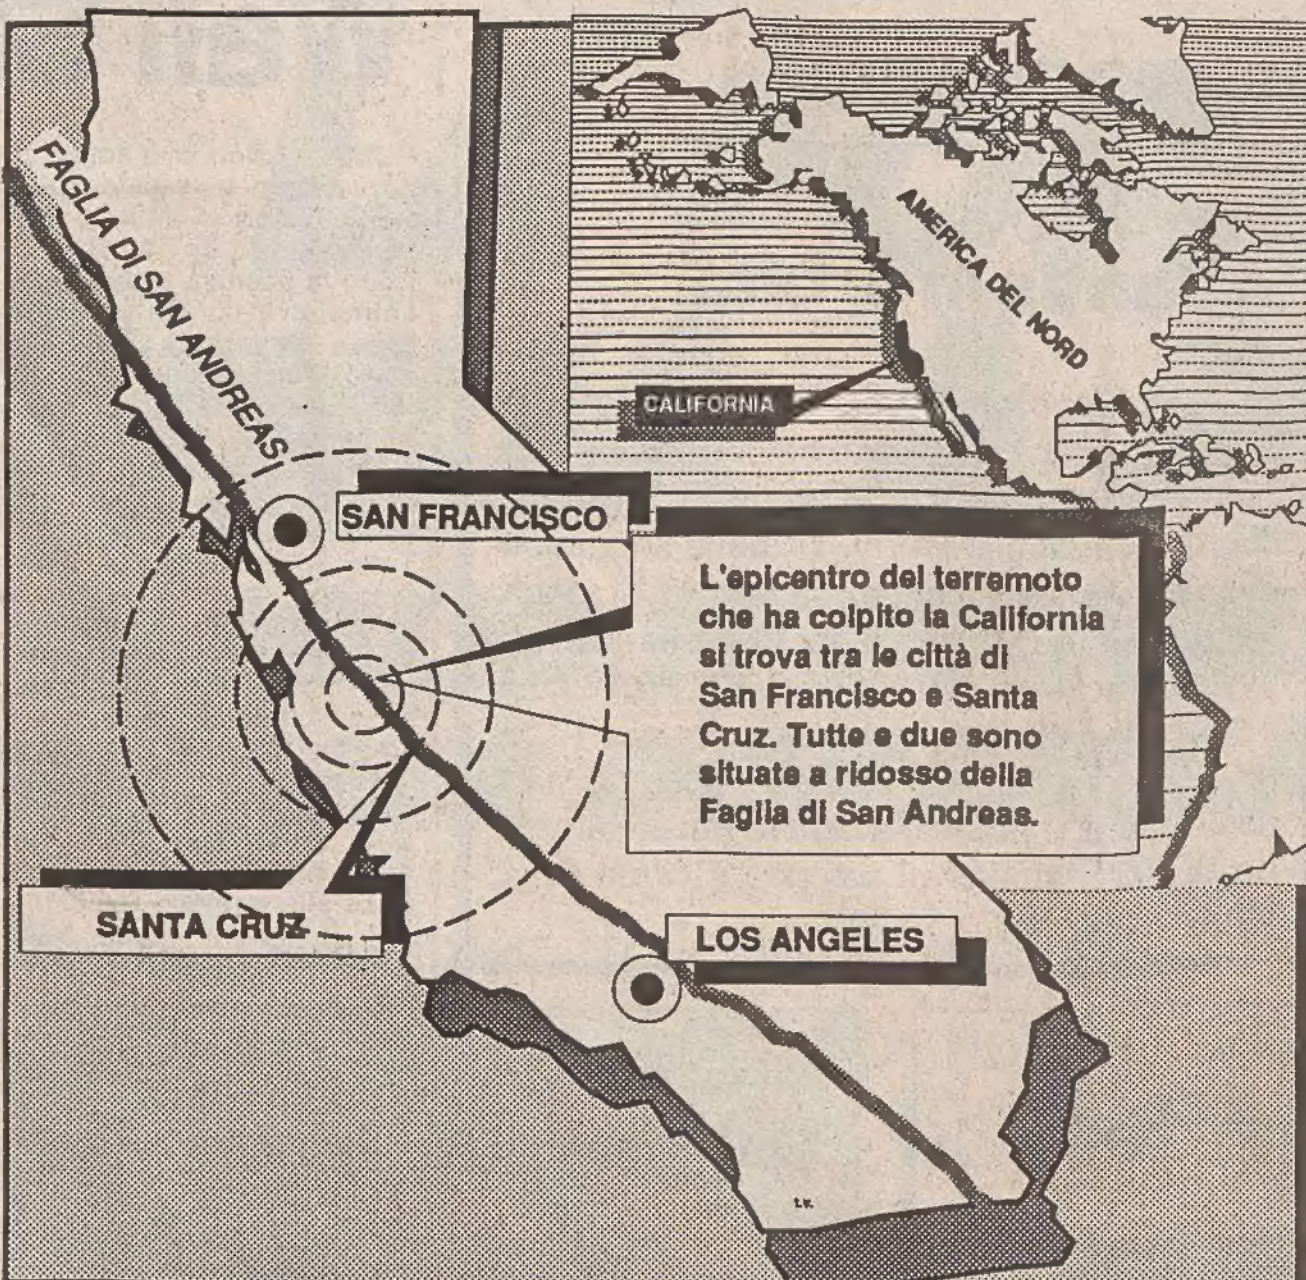 FAGLIA DI SAN ANDREAS
AMERICA DEL NORD
CALIFORNIA
SAN FRANCISCO
L'epicentro del terremoto
che ha colpito la California
si trova tra le città di
San Francisco e Santa
Cruz. Tutte e due sono
situate a ridosso della
Faglia di San Andreas.
SANTA CRUZ
LOS ANGELES
t.v.